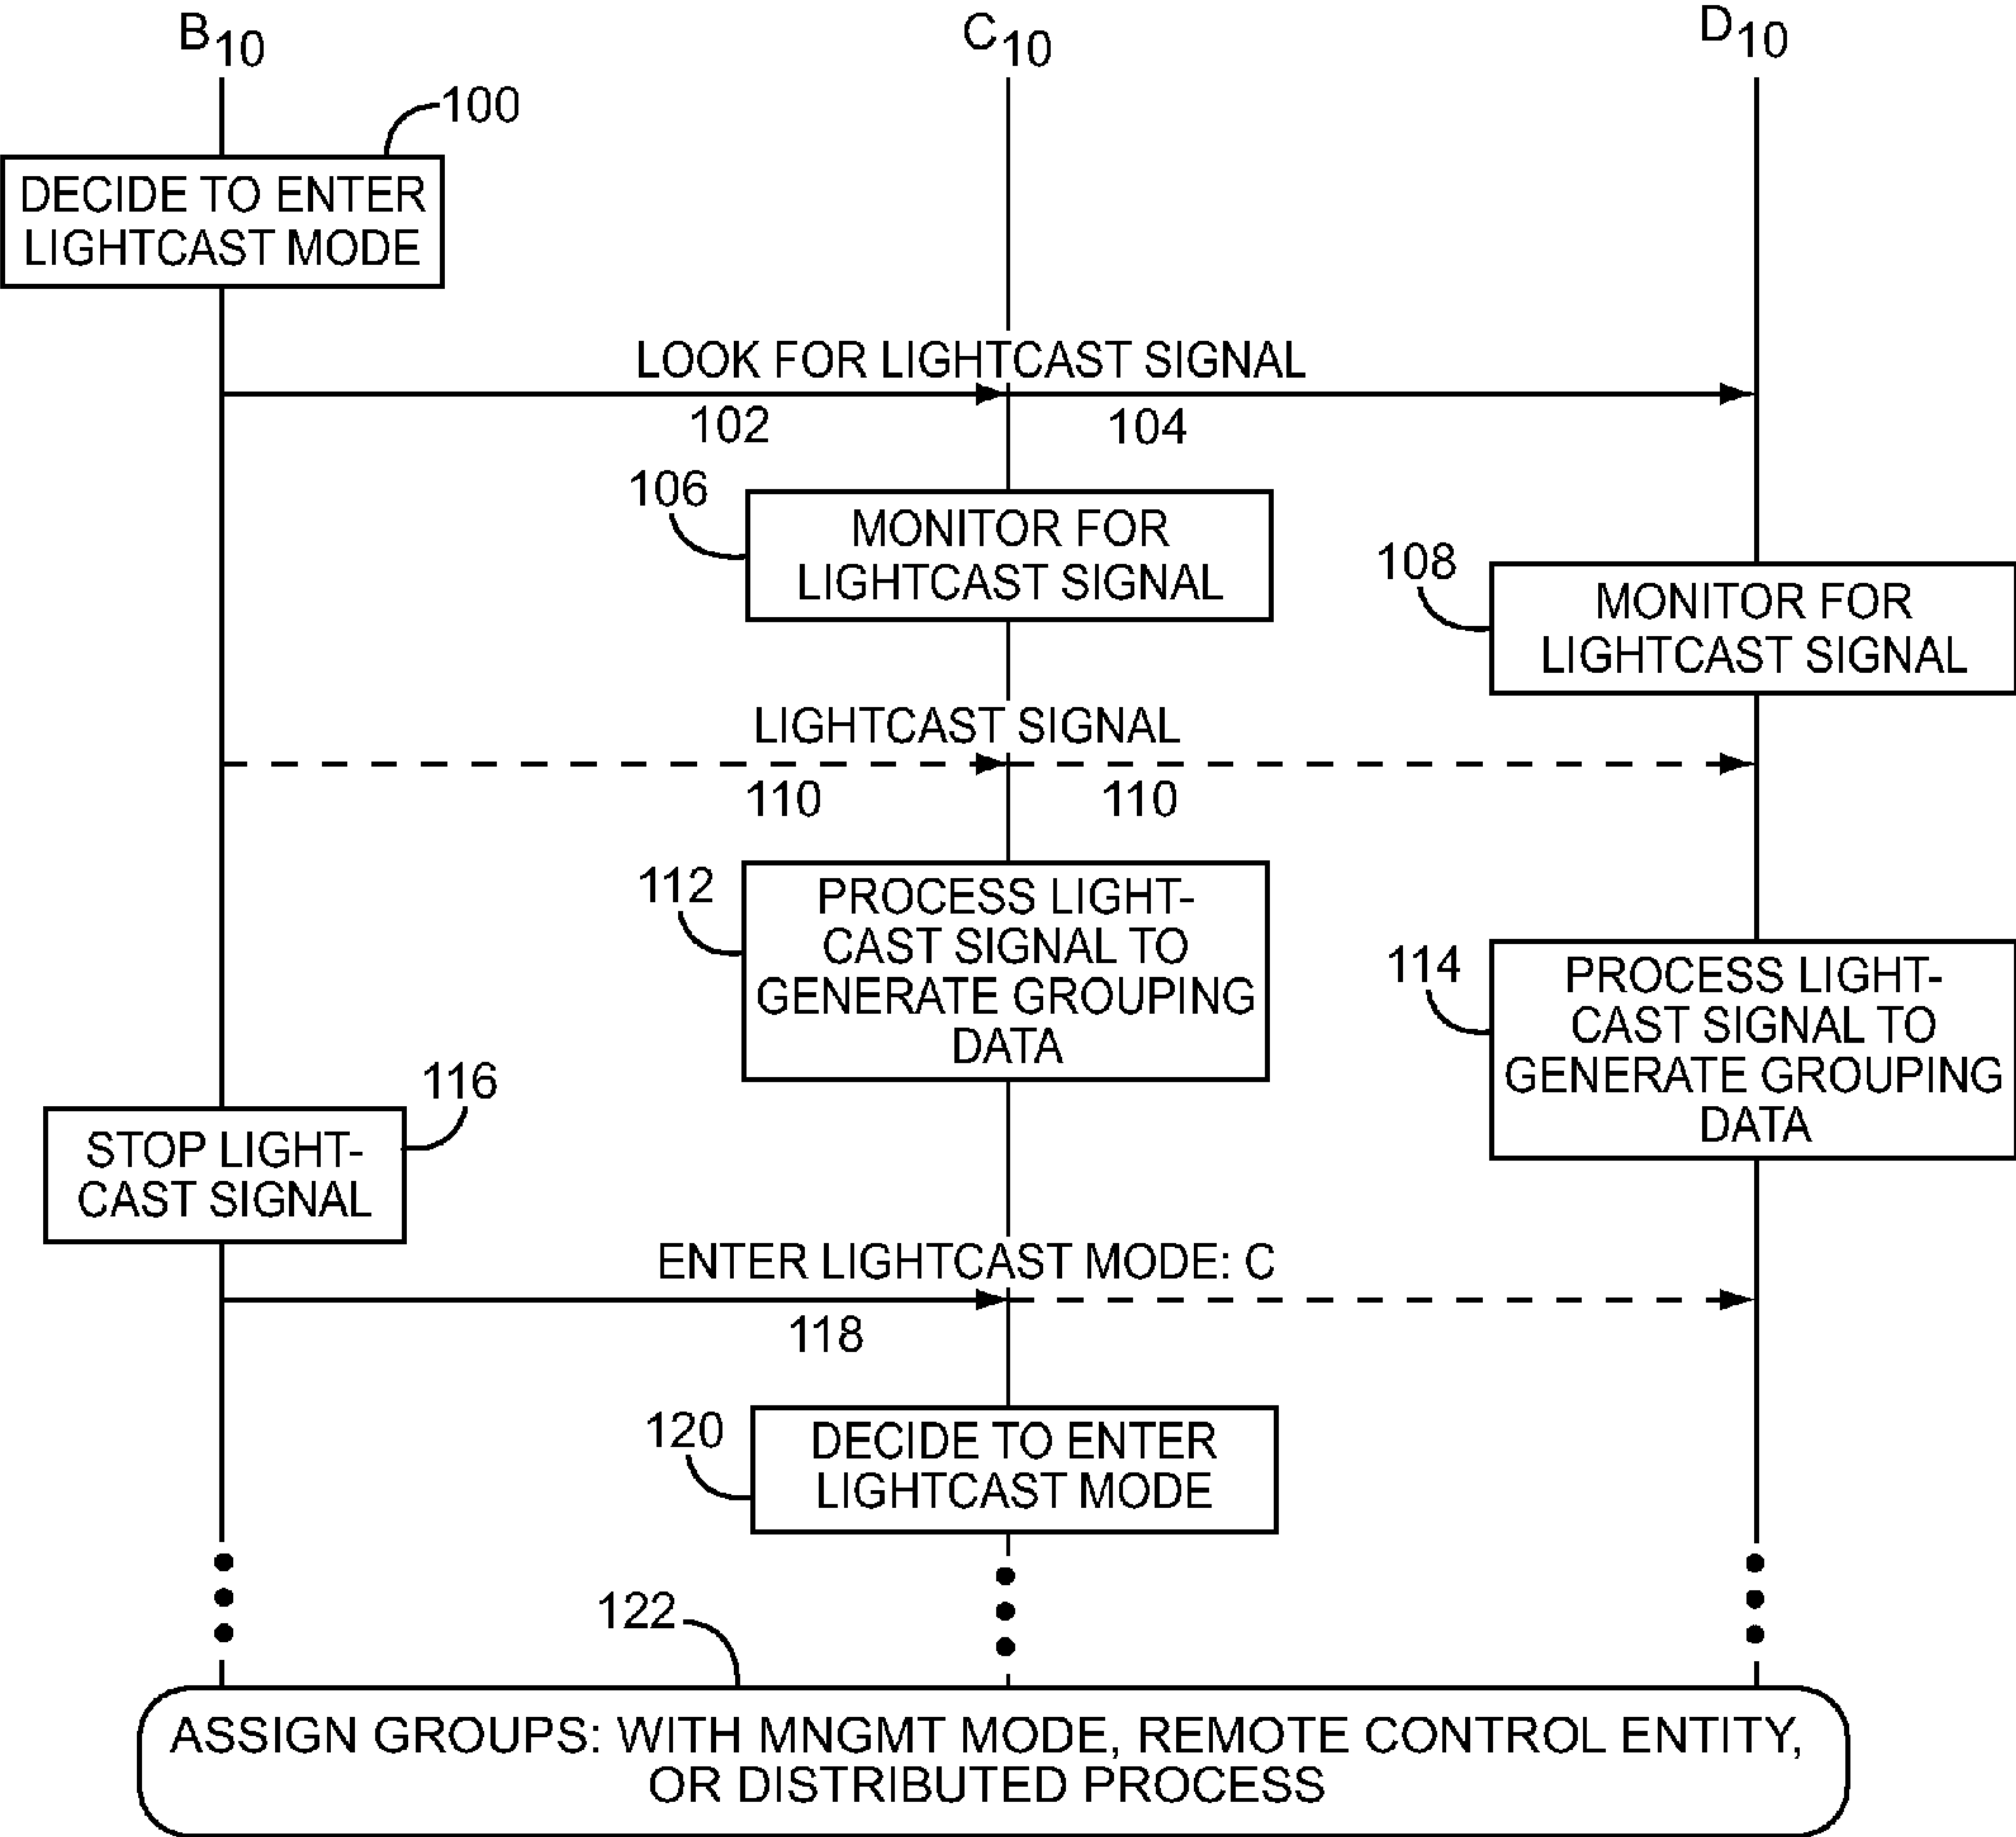 B10
C10
D10
100
DECIDE TO ENTER
LIGHTCAST MODE
LOOK FOR LIGHTCAST SIGNAL
102
104
106
MONITOR FOR
LIGHTCAST SIGNAL
108
MONITOR FOR
LIGHTCAST SIGNAL
LIGHTCAST SIGNAL
110
110
112
PROCESS LIGHT-
CAST SIGNAL TO
GENERATE GROUPING
DATA
114
PROCESS LIGHT-
CAST SIGNAL TO
GENERATE GROUPING
DATA
116
STOP LIGHT-
CAST SIGNAL
ENTER LIGHTCAST MODE: C
118
120
DECIDE TO ENTER
LIGHTCAST MODE
122
ASSIGN GROUPS: WITH MNGMT MODE, REMOTE CONTROL ENTITY,
OR DISTRIBUTED PROCESS